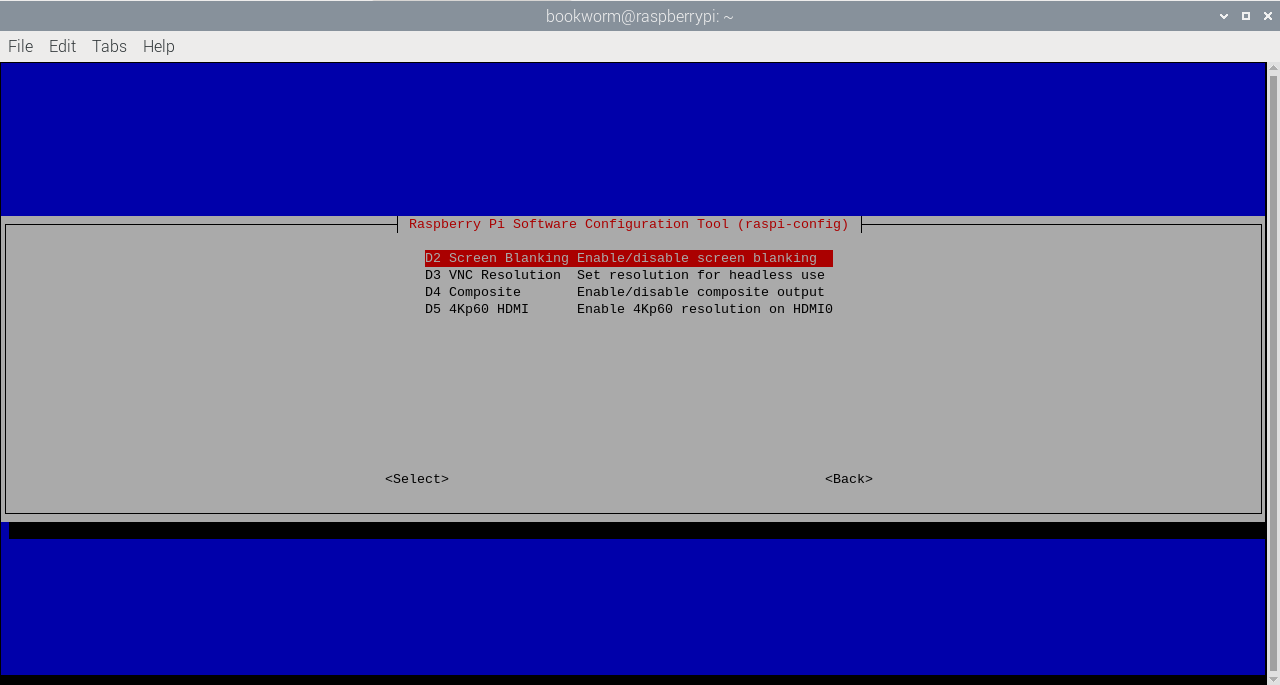 bookworm@raspberrypi: ~
File Edit Tabs Help
Raspberry Pi Software Configuration Tool (raspi-config)
D2 Screen Blanking Enable/disable screen blanking
D3 VNC Resolution  Set resolution for headless use
D4 Composite       Enable/disable composite output
D5 4Kp60 HDMI      Enable 4Kp60 resolution on HDMI0
<Select> <Back>